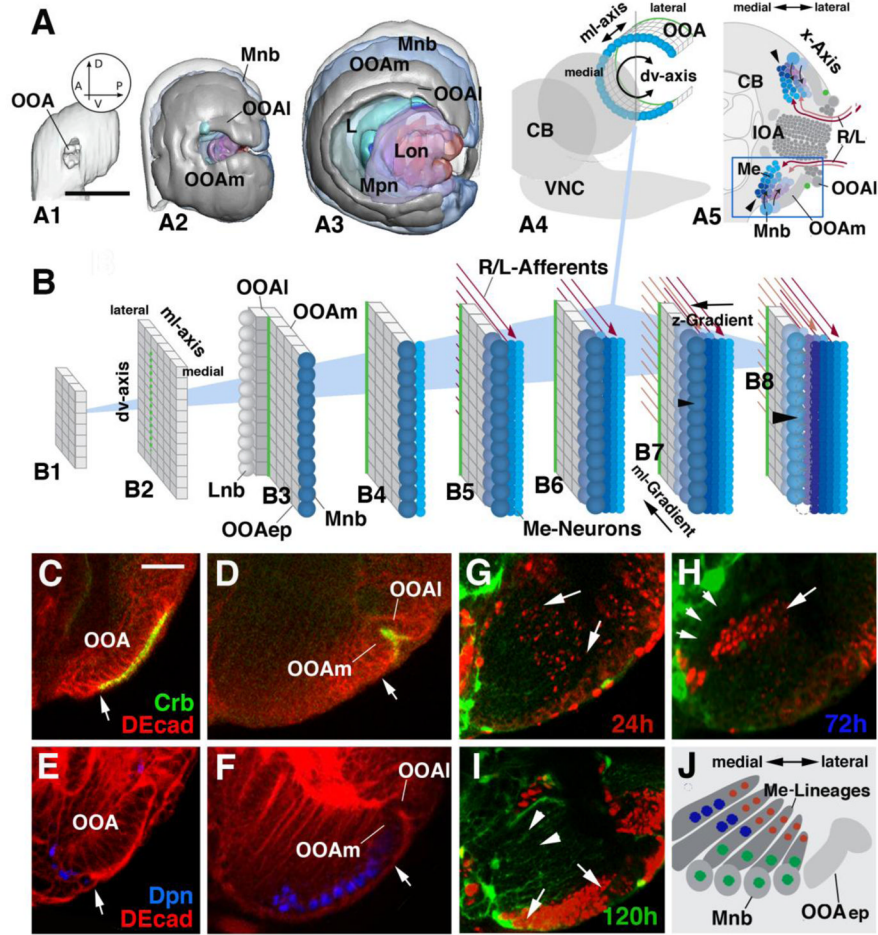 A
D
A
P
V
OOA
A1
Mnb
OOAl
OOAm
A2
Mnb
OOAm
OOAl
L
Lon
Mpn
A3
ml-axis
lateral
OOA
medial
dv-axis
CB
VNC
A4
medial
lateral
x-Axis
CB
IOA
R/L
Me
OOAl
Mnb
OOAm
A5
B
lateral
ml-axis
medial
dv-axis
B1
B2
OOAl
OOAm
Lnb
B3
OOAep
Mnb
B4
R/L-Afferents
B5
B6
Me-Neurons
z-Gradient
B7
ml-Gradient
B8
C
OOA
Crb
DEcad
D
OOAl
OOAm
G
24h
H
72h
E
OOA
Dpn
DEcad
F
OOAl
OOAm
I
120h
J
medial
lateral
Me-Lineages
Mnb
OOAep